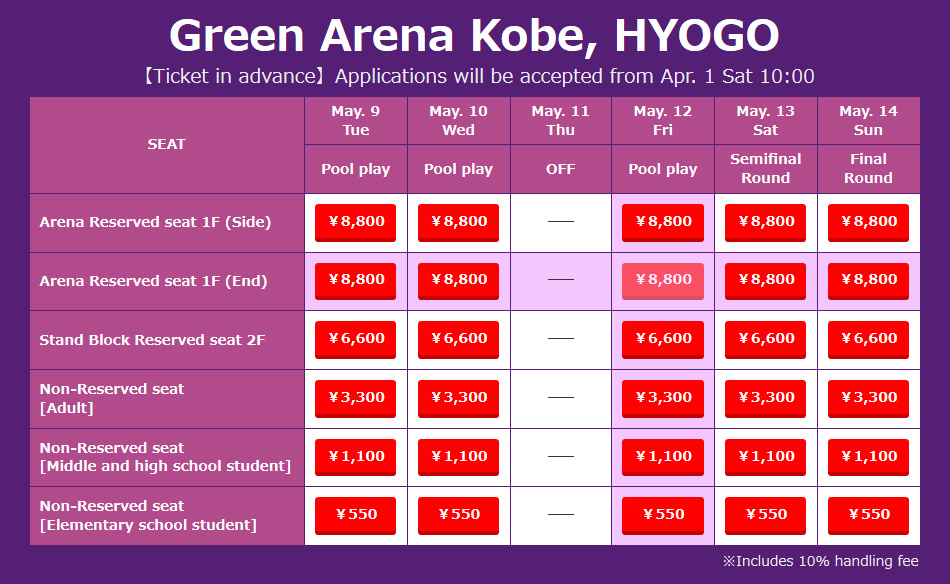 Green Arena Kobe, HYOGO
【Ticket in advance】Applications will be accepted from Apr. 1 Sat 10:00
SEAT
May. 9
Tue
May. 10
Wed
May. 11
Thu
May. 12
Fri
May. 13
Sat
May. 14
Sun
Pool play
Pool play
OFF
Pool play
Semifinal
Round
Final
Round
Arena Reserved seat 1F (Side)
¥8,800
¥8,800
—
¥8,800
¥8,800
¥8,800
Arena Reserved seat 1F (End)
¥8,800
¥8,800
—
¥8,800
¥8,800
¥8,800
Stand Block Reserved seat 2F
¥6,600
¥6,600
—
¥6,600
¥6,600
¥6,600
Non-Reserved seat
[Adult]
¥3,300
¥3,300
—
¥3,300
¥3,300
¥3,300
Non-Reserved seat
[Middle and high school student]
¥1,100
¥1,100
—
¥1,100
¥1,100
¥1,100
Non-Reserved seat
[Elementary school student]
¥550
¥550
—
¥550
¥550
¥550
※Includes 10% handling fee